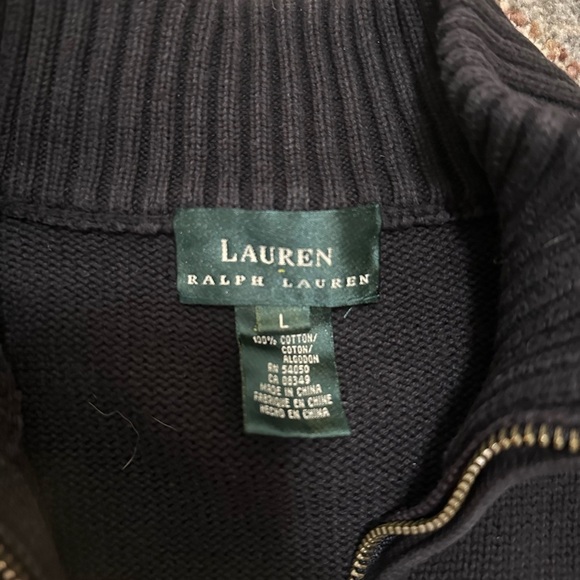 LAUREN
RALPH LAUREN
L
100% COTTON/
COTON/
ALGODON
RN 54050
CA 08349
MADE IN CHINA
FABRIQUE EN CHINE
HECHO EN CHINA